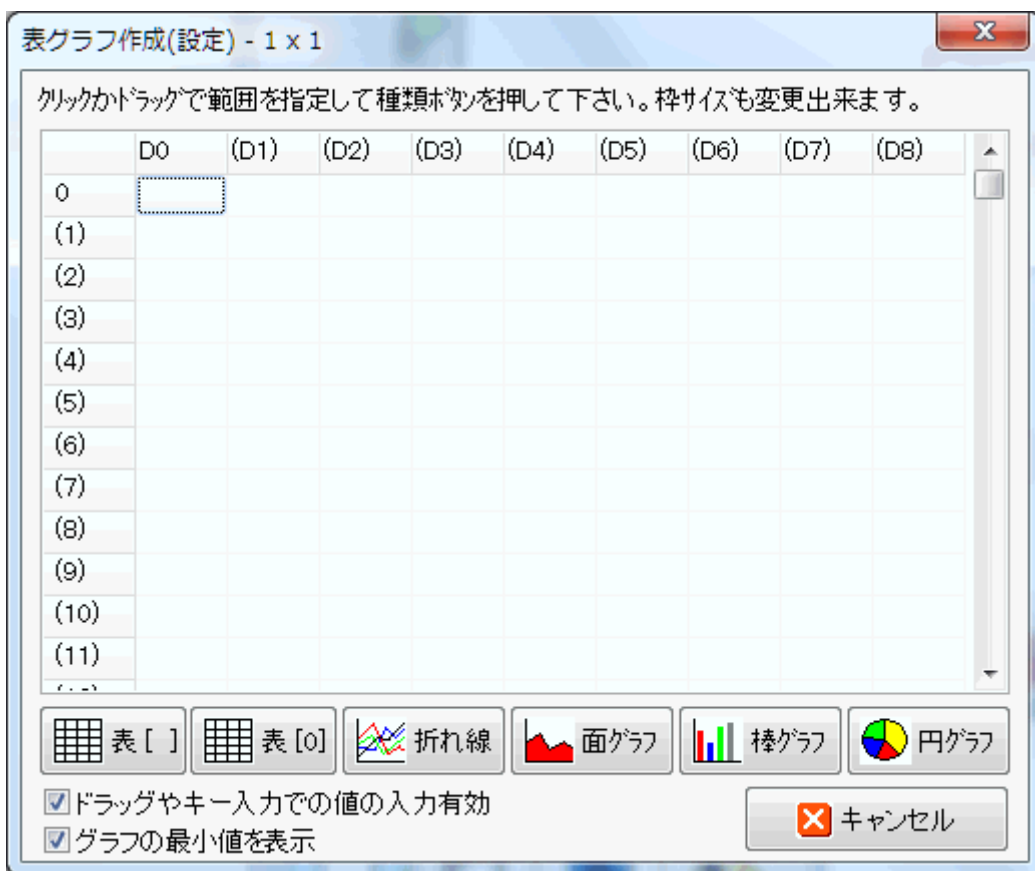 表グラフ作成(設定) - 1 x 1
クリックかドラッグで範囲を指定して種類ボタンを押して下さい。枠サイズも変更出来ます。
D0 (D1) (D2) (D3) (D4) (D5) (D6) (D7) (D8)
0
(1)
(2)
(3)
(4)
(5)
(6)
(7)
(8)
(9)
(10)
(11)
表 [ ] 表 [0] 折れ線 面グラフ 棒グラフ 円グラフ
ドラッグやキー入力での値の入力有効
グラフの最小値を表示
キャンセル